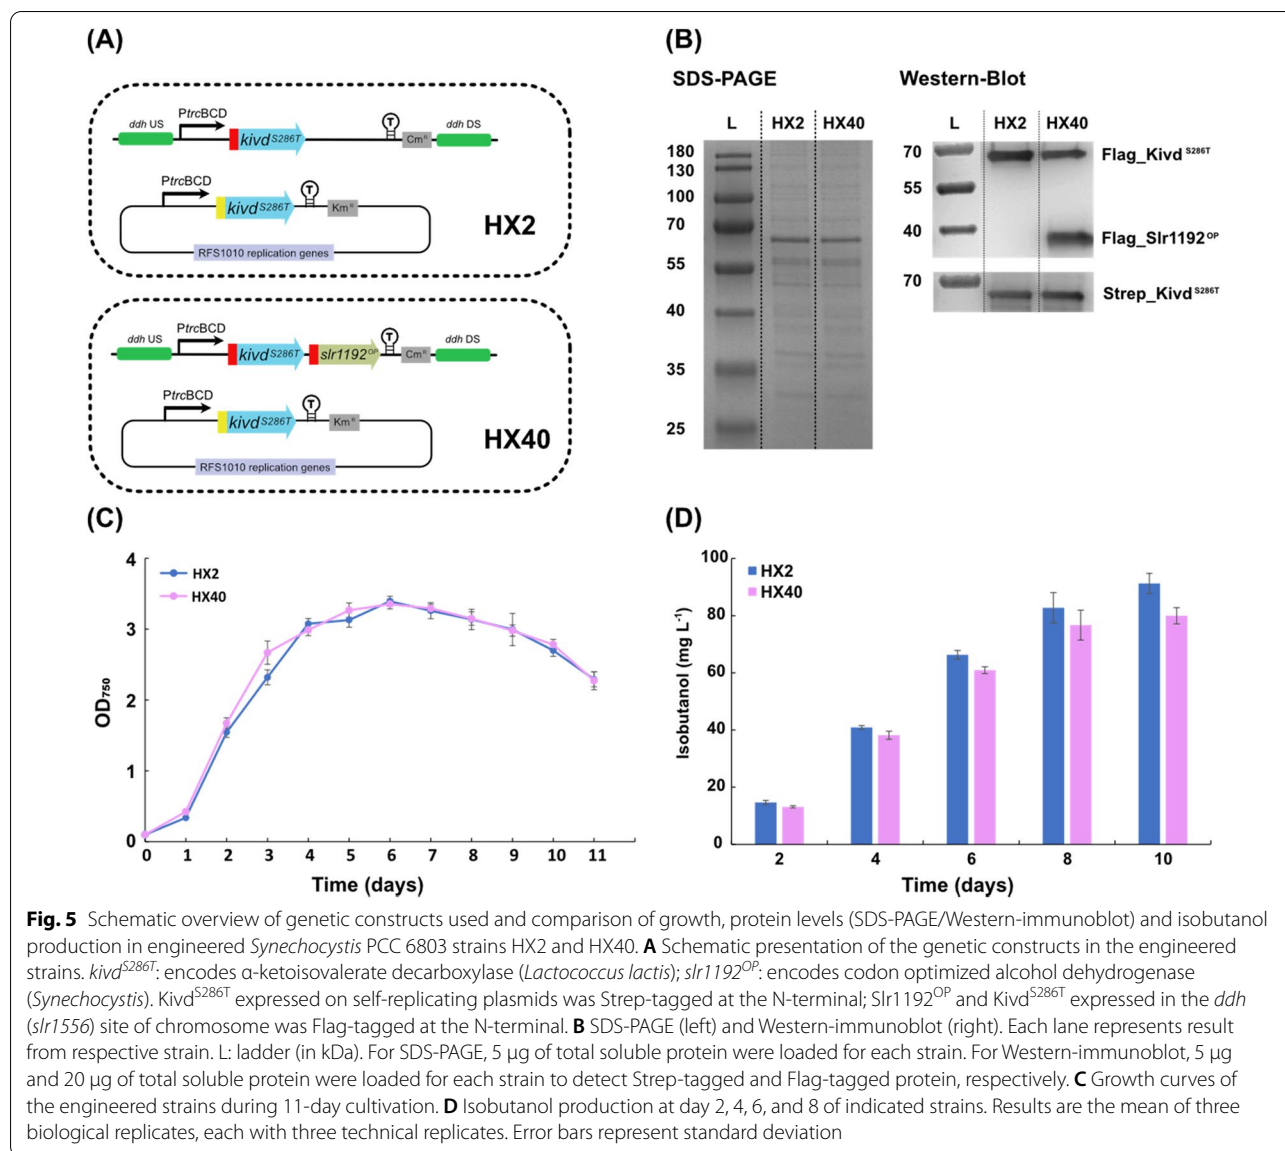 (A)
ddh US
PtrcBCD
kivdS286T
T
Cmᴿ
ddh DS
PtrcBCD
kivdS286T
T
Kmᴿ
RFS1010 replication genes
HX2
ddh US
PtrcBCD
kivdS286T
slr1192OP
T
Cmᴿ
ddh DS
PtrcBCD
kivdS286T
T
Kmᴿ
RFS1010 replication genes
HX40
(B)
SDS-PAGE
L HX2 HX40
180
130
100
70
55
40
35
25
Western-Blot
L HX2 HX40
70
55
40
70
Flag_KivdS286T
Flag_Slr1192OP
Strep_KivdS286T
(C)
HX2
HX40
OD₇₅₀
4
3
2
1
0
0 1 2 3 4 5 6 7 8 9 10 11
Time (days)
(D)
HX2
HX40
Isobutanol (mg L⁻¹)
100
80
60
40
20
0
2 4 6 8 10
Time (days)
Fig. 5 Schematic overview of genetic constructs used and comparison of growth, protein levels (SDS-PAGE/Western-immunoblot) and isobutanol
production in engineered Synechocystis PCC 6803 strains HX2 and HX40. A Schematic presentation of the genetic constructs in the engineered
strains. kivdS286T: encodes α-ketoisovalerate decarboxylase (Lactococcus lactis); slr1192OP: encodes codon optimized alcohol dehydrogenase
(Synechocystis). KivdS286T expressed on self-replicating plasmids was Strep-tagged at the N-terminal; Slr1192OP and KivdS286T expressed in the ddh
(slr1556) site of chromosome was Flag-tagged at the N-terminal. B SDS-PAGE (left) and Western-immunoblot (right). Each lane represents result
from respective strain. L: ladder (in kDa). For SDS-PAGE, 5 μg of total soluble protein were loaded for each strain. For Western-immunoblot, 5 μg
and 20 μg of total soluble protein were loaded for each strain to detect Strep-tagged and Flag-tagged protein, respectively. C Growth curves of
the engineered strains during 11-day cultivation. D Isobutanol production at day 2, 4, 6, and 8 of indicated strains. Results are the mean of three
biological replicates, each with three technical replicates. Error bars represent standard deviation